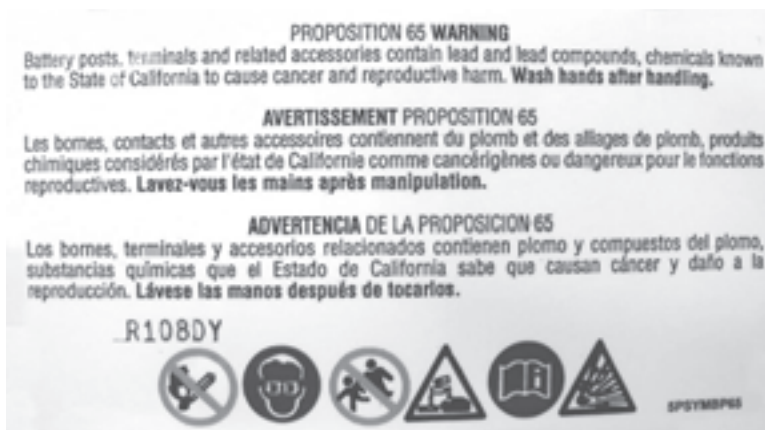 PROPOSITION 65 WARNING
Battery posts, terminals and related accessories contain lead and lead compounds, chemicals known
to the State of California to cause cancer and reproductive harm. Wash hands after handling.
AVERTISSEMENT PROPOSITION 65
Les bornes, contacts et autres accessoires contiennent du plomb et des alliages de plomb, produits
chimiques considérés par l'état de Californie comme cancérigènes ou dangereux pour le fonctions
reproductives. Lavez-vous les mains après manipulation.
ADVERTENCIA DE LA PROPOSICION 65
Los bornes, terminales y accesorios relacionados contienen plomo y compuestos del plomo,
substancias químicas que el Estado de California sabe que causan cáncer y daño a la
reproducción. Lávese las manos después de tocarlos.
R108DY
SPSYMBP65